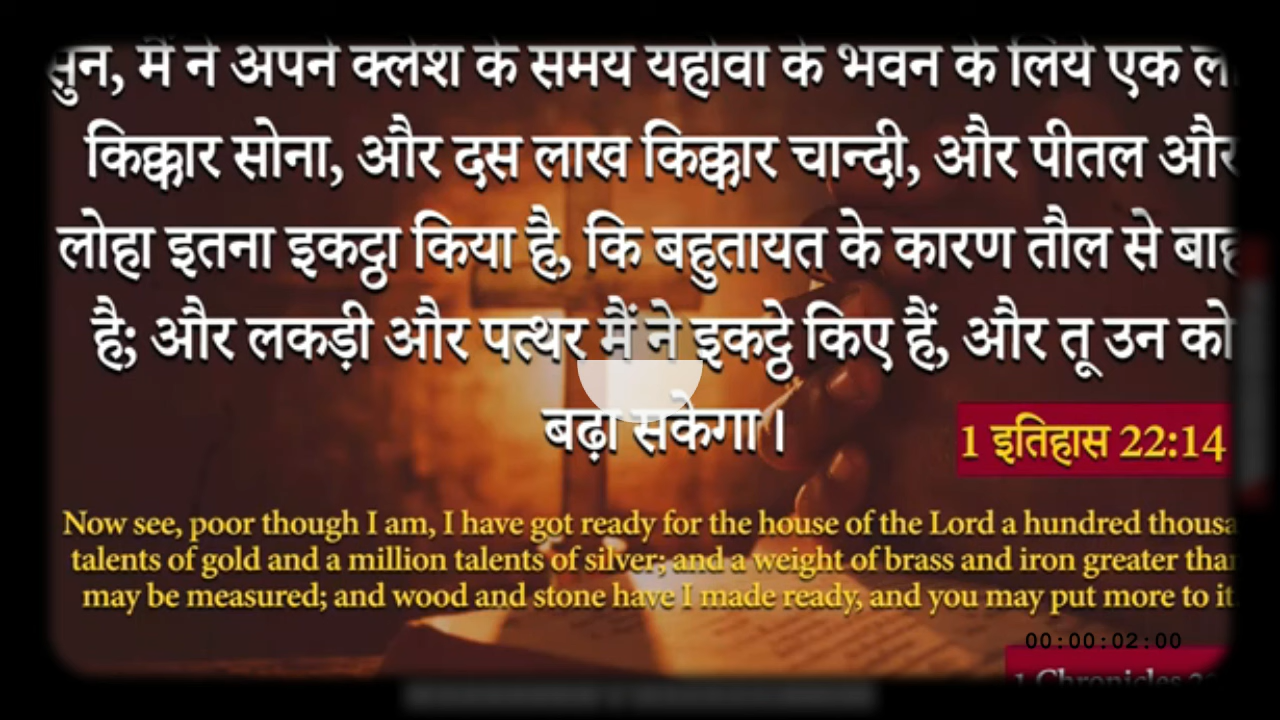 सुन, मैं ने अपने क्लेश के समय यहोवा के भवन के लिये एक
किक्कार सोना, और दस लाख किक्कार चान्दी, और पीतल और
लोहा इतना इकट्ठा किया है, कि बहुतायत के कारण तौल से
है; और लकड़ी और पत्थर मैं ने इकट्ठे किए हैं, और तू उन को
बढ़ा सकेगा।
1 इतिहास 22:14
Now see, poor though I am, I have got ready for the house of the Lord a hundred
talents of gold and a million talents of silver; and a weight of brass and iron greater
may be measured; and wood and stone have I made ready, and you may put more to it.
00:00:02:00
1 Chronicles